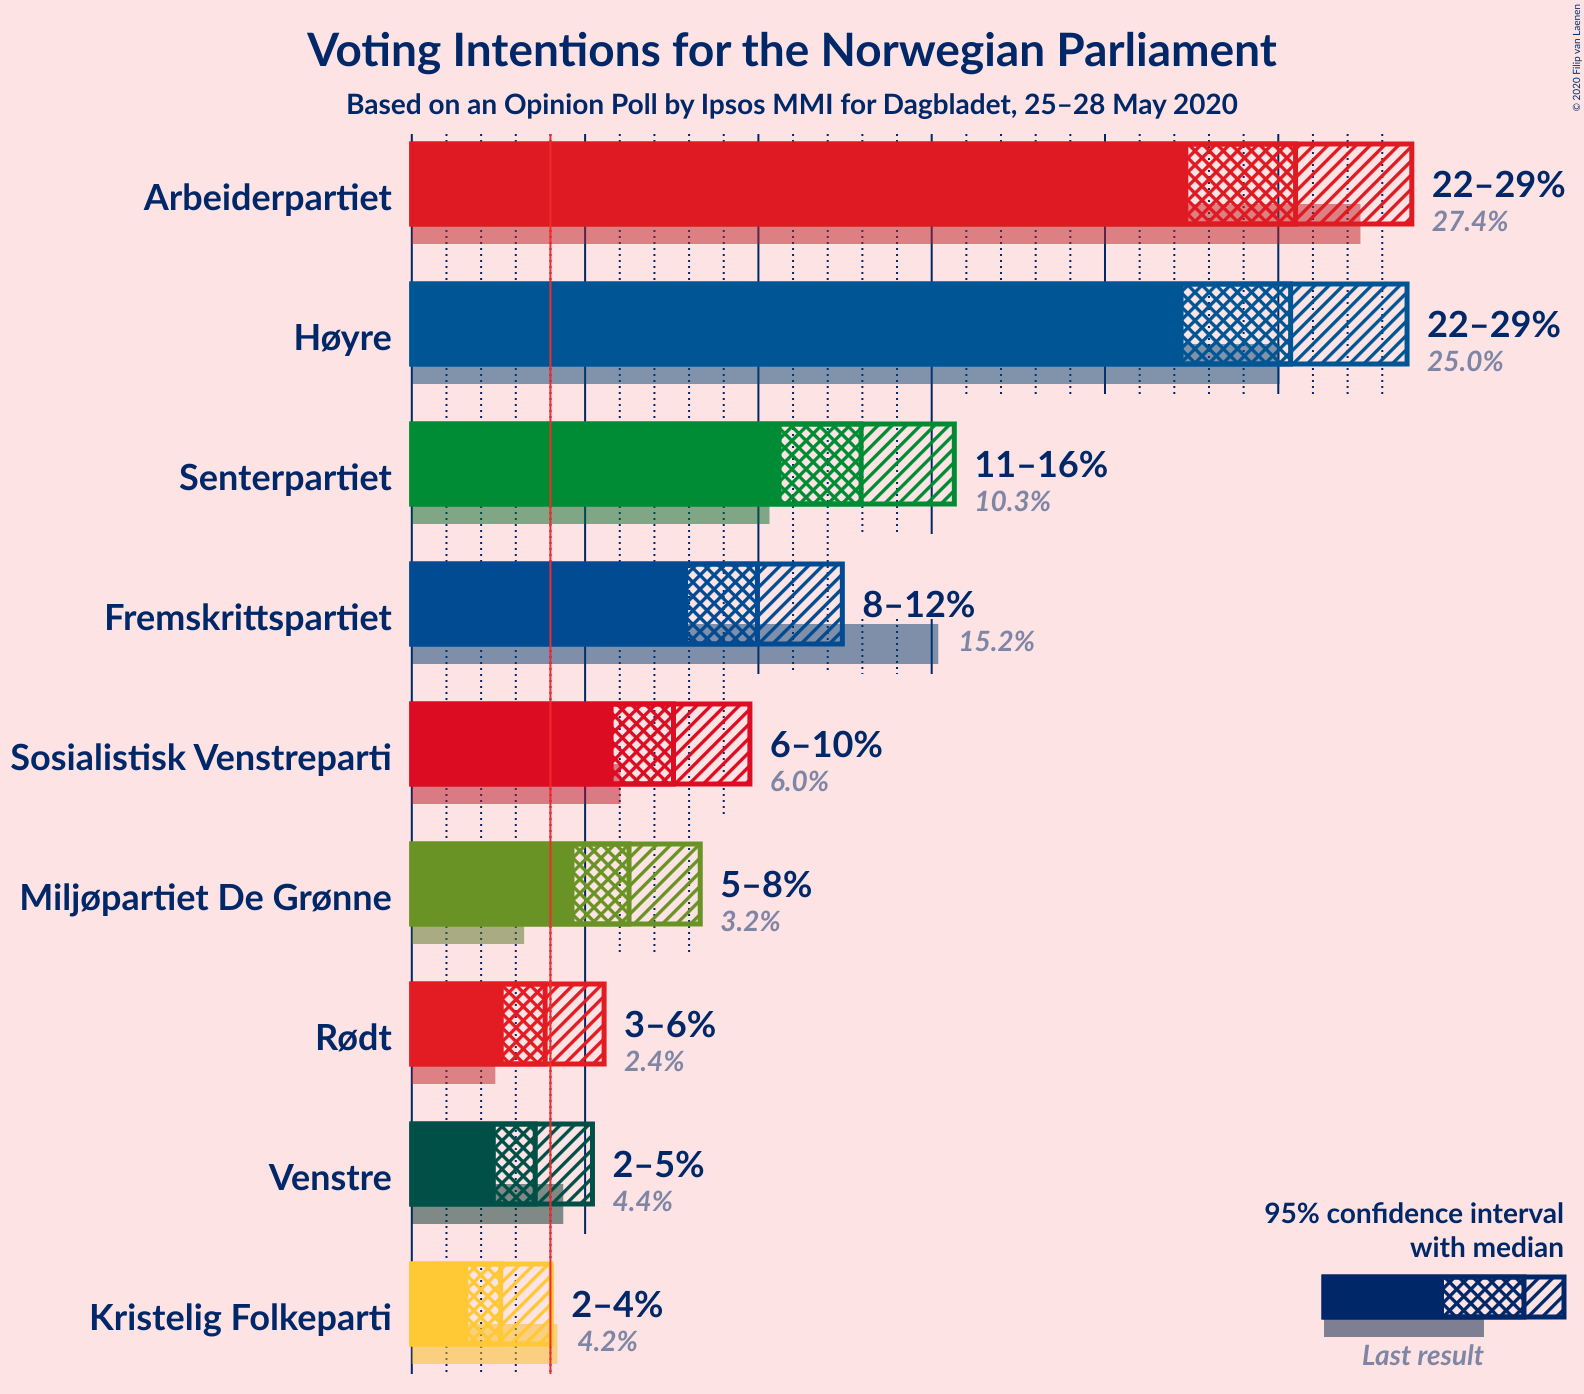 Voting Intentions for the Norwegian Parliament
Based on an Opinion Poll by Ipsos MMI for Dagbladet, 25–28 May 2020
© 2020 Filip van Laenen
Arbeiderpartiet
22–29%
27.4%
Høyre
22–29%
25.0%
Senterpartiet
11–16%
10.3%
Fremskrittspartiet
8–12%
15.2%
Sosialistisk Venstreparti
6–10%
6.0%
Miljøpartiet De Grønne
5–8%
3.2%
Rødt
3–6%
2.4%
Venstre
2–5%
4.4%
Kristelig Folkeparti
2–4%
4.2%
95% confidence interval
with median
Last result